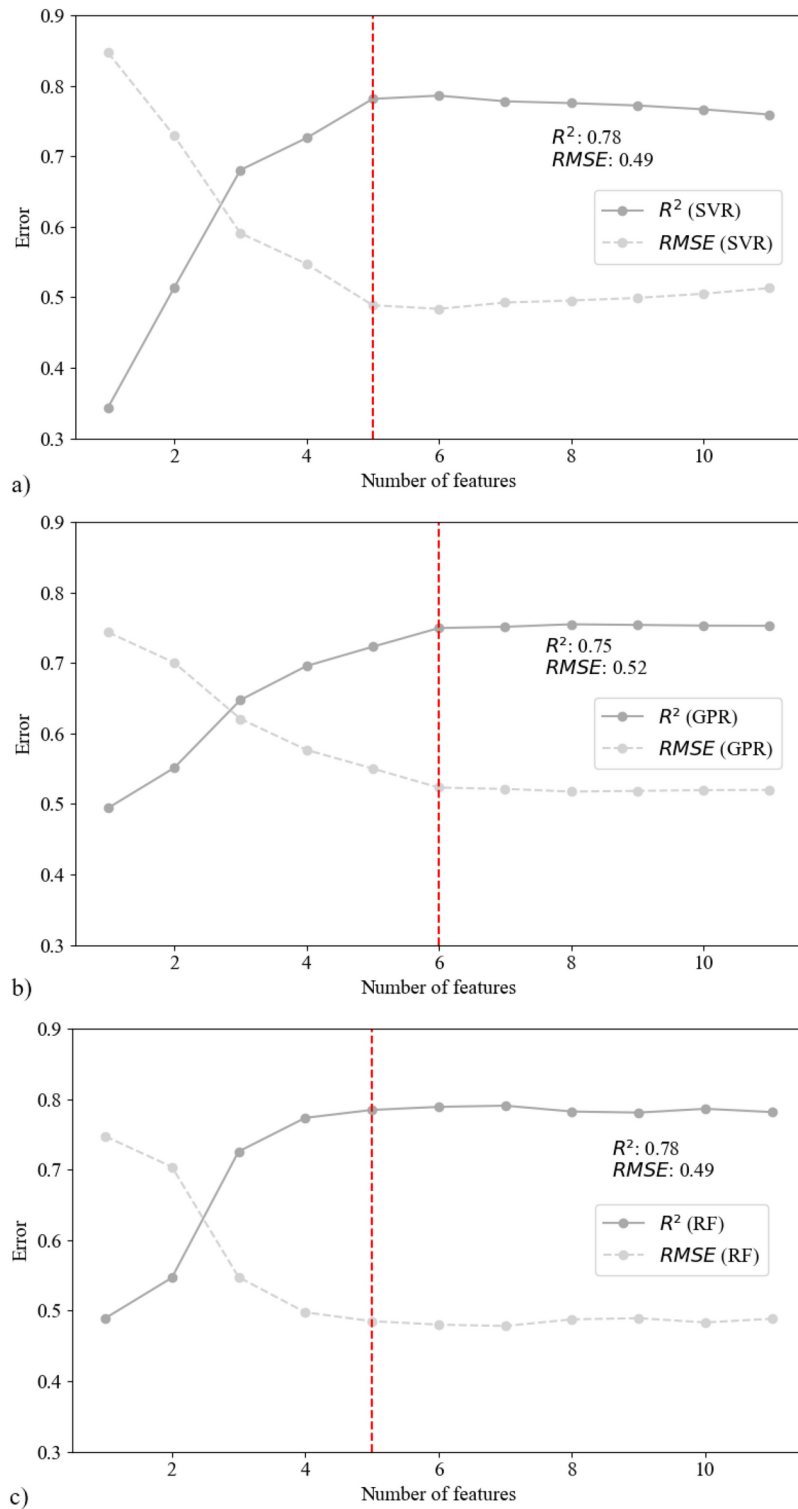 0.9
0.8
0.7
0.6
0.5
0.4
0.3
Error
R²: 0.78
RMSE: 0.49
R² (SVR)
RMSE (SVR)
2 4 6 8 10
Number of features
a)
0.9
0.8
0.7
0.6
0.5
0.4
0.3
Error
R²: 0.75
RMSE: 0.52
R² (GPR)
RMSE (GPR)
2 4 6 8 10
Number of features
b)
0.9
0.8
0.7
0.6
0.5
0.4
0.3
Error
R²: 0.78
RMSE: 0.49
R² (RF)
RMSE (RF)
2 4 6 8 10
Number of features
c)